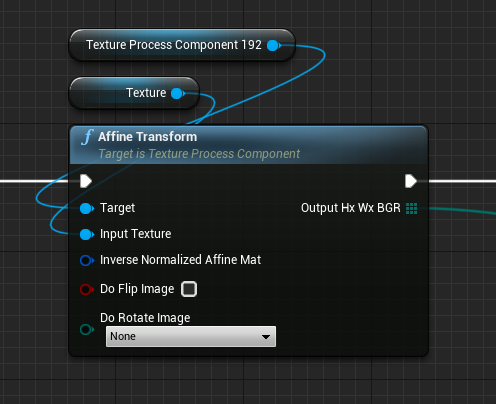 Texture Process Component 192
Texture
f Affine Transform
Target is Texture Process Component
Target
Output Hx Wx BGR
Input Texture
Inverse Normalized Affine Mat
Do Flip Image
Do Rotate Image
None